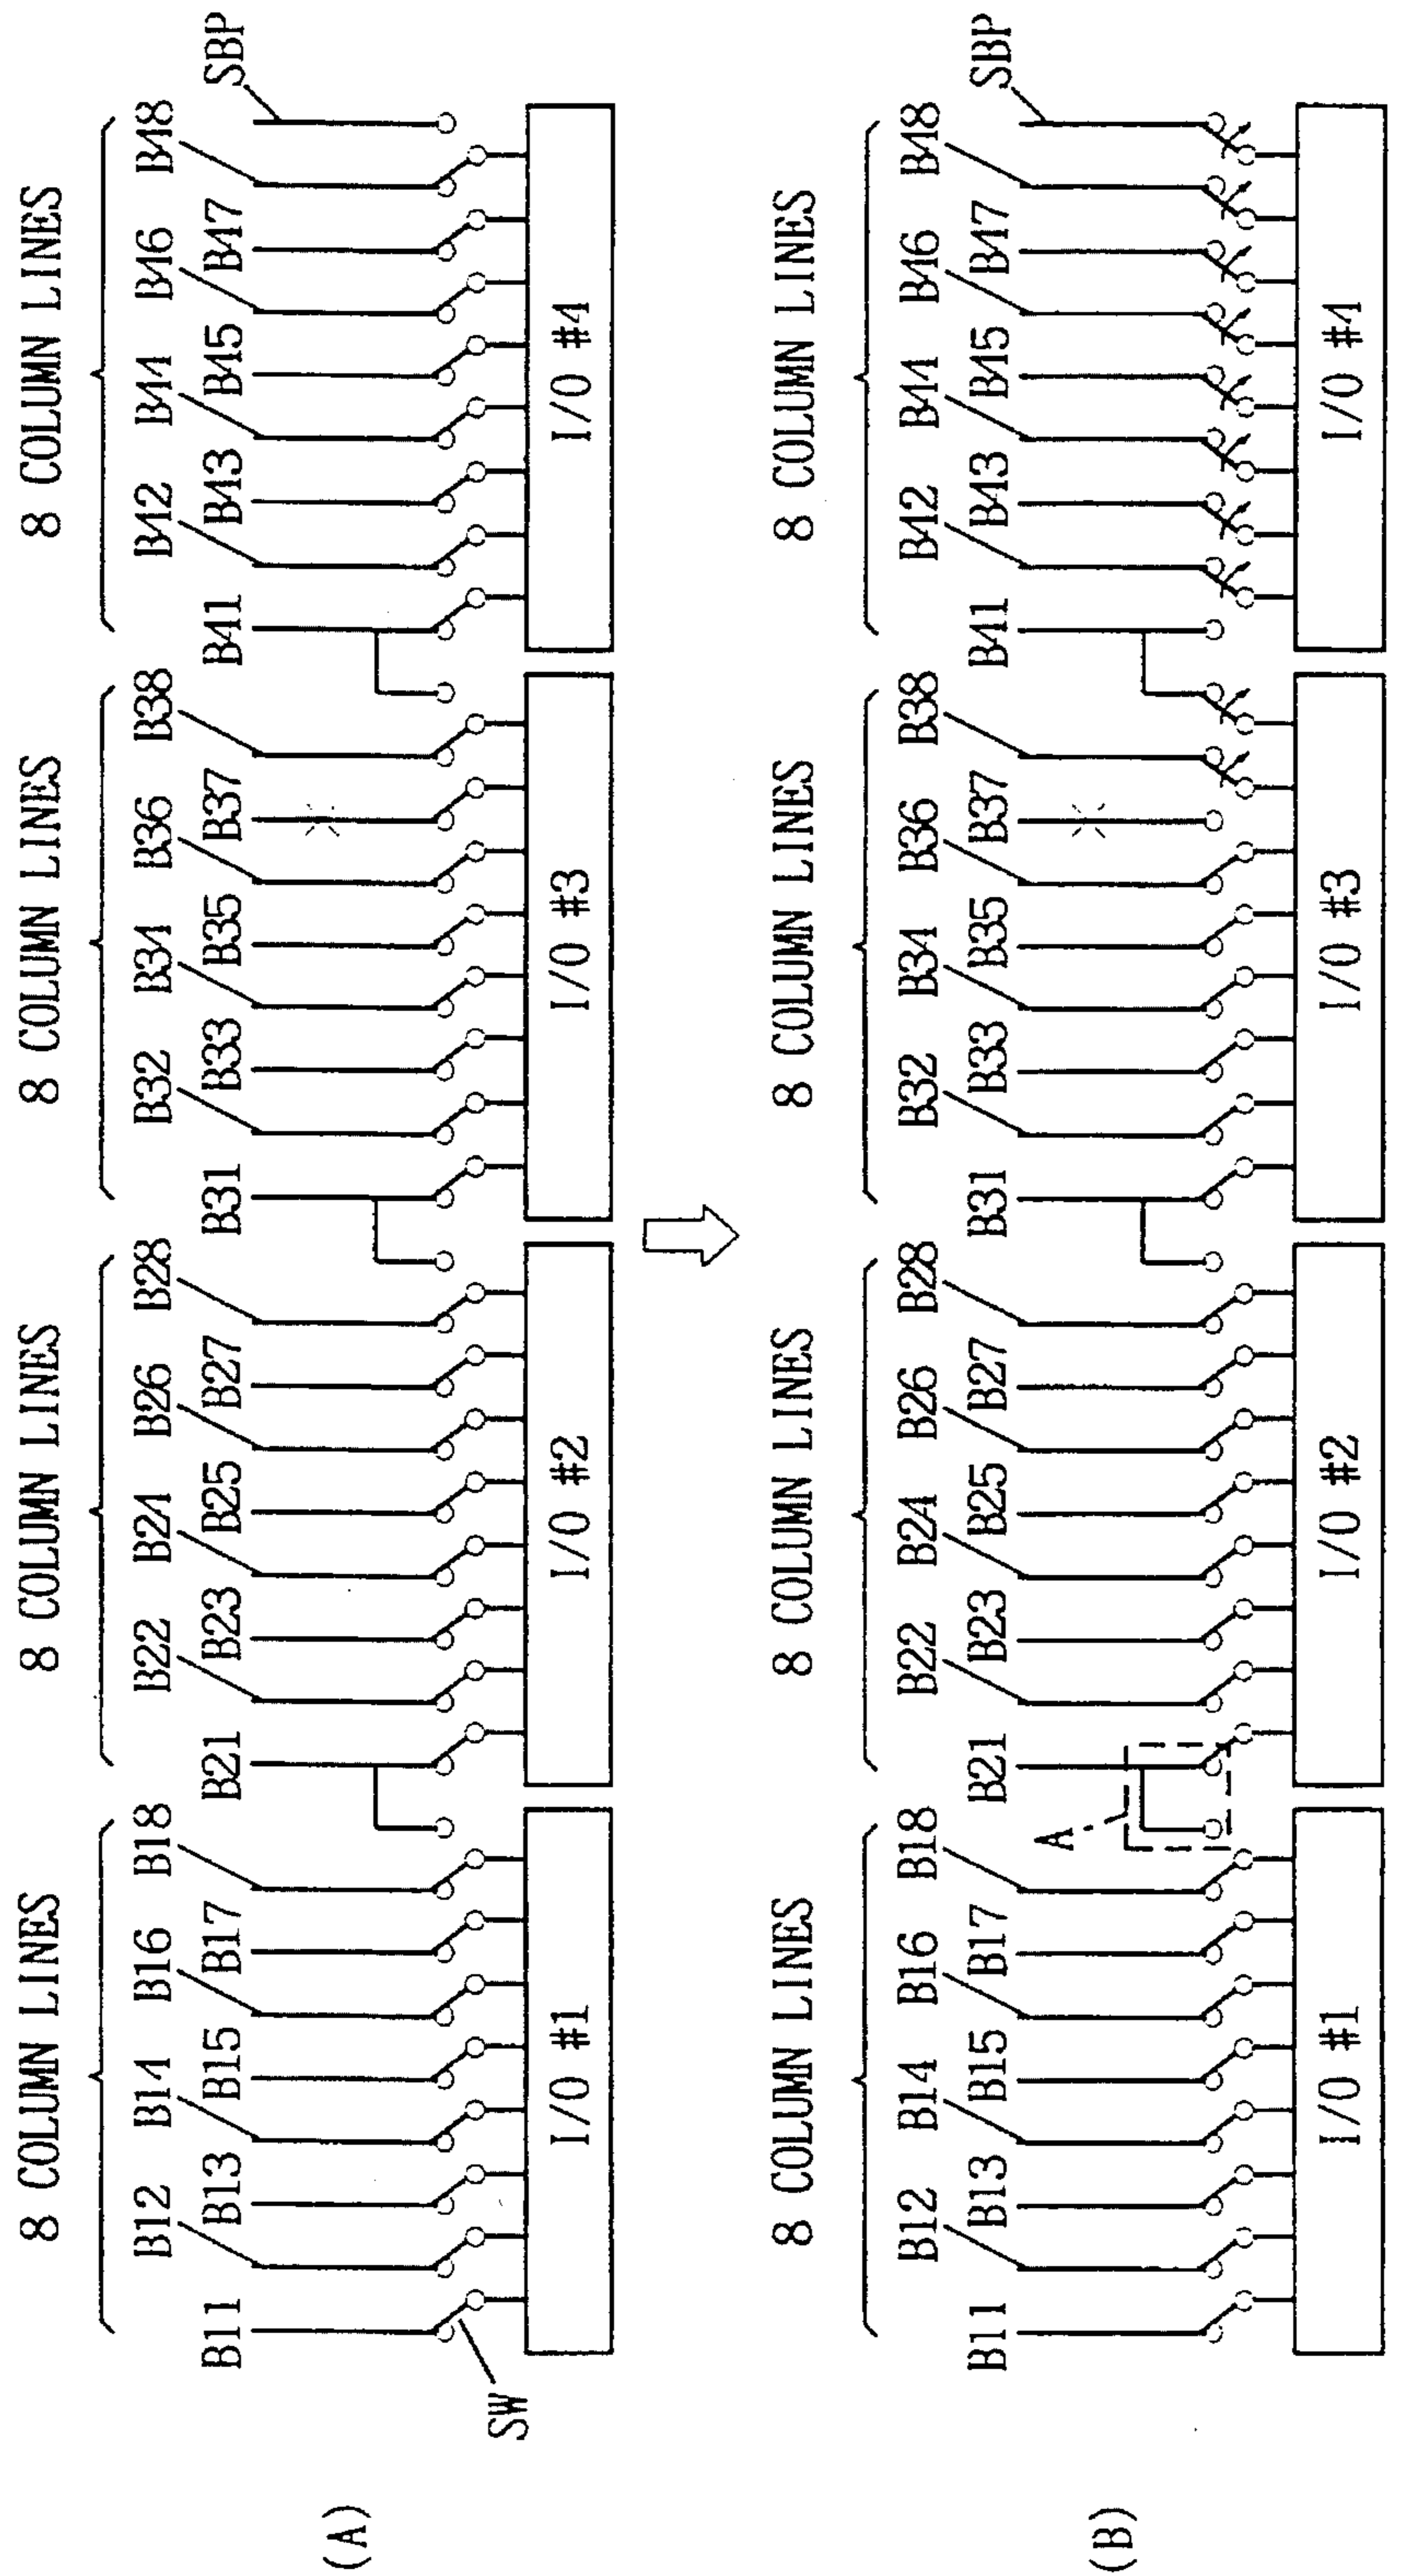 (A)
8 COLUMN LINES 8 COLUMN LINES 8 COLUMN LINES 8 COLUMN LINES
B12 B14 B16 B18 B22 B24 B26 B28 B32 B34 B36 B38 B42 B44 B46 B48
B11 B13 B15 B17 B21 B23 B25 B27 B31 B33 B35 B37 B41 B43 B45 B47 SBP
SW
I/O #1 I/O #2 I/O #3 I/O #4
(B)
8 COLUMN LINES 8 COLUMN LINES 8 COLUMN LINES 8 COLUMN LINES
B12 B14 B16 B18 B22 B24 B26 B28 B32 B34 B36 B38 B42 B44 B46 B48
B11 B13 B15 B17 B21 B23 B25 B27 B31 B33 B35 B37 B41 B43 B45 B47 SBP
A
I/O #1 I/O #2 I/O #3 I/O #4